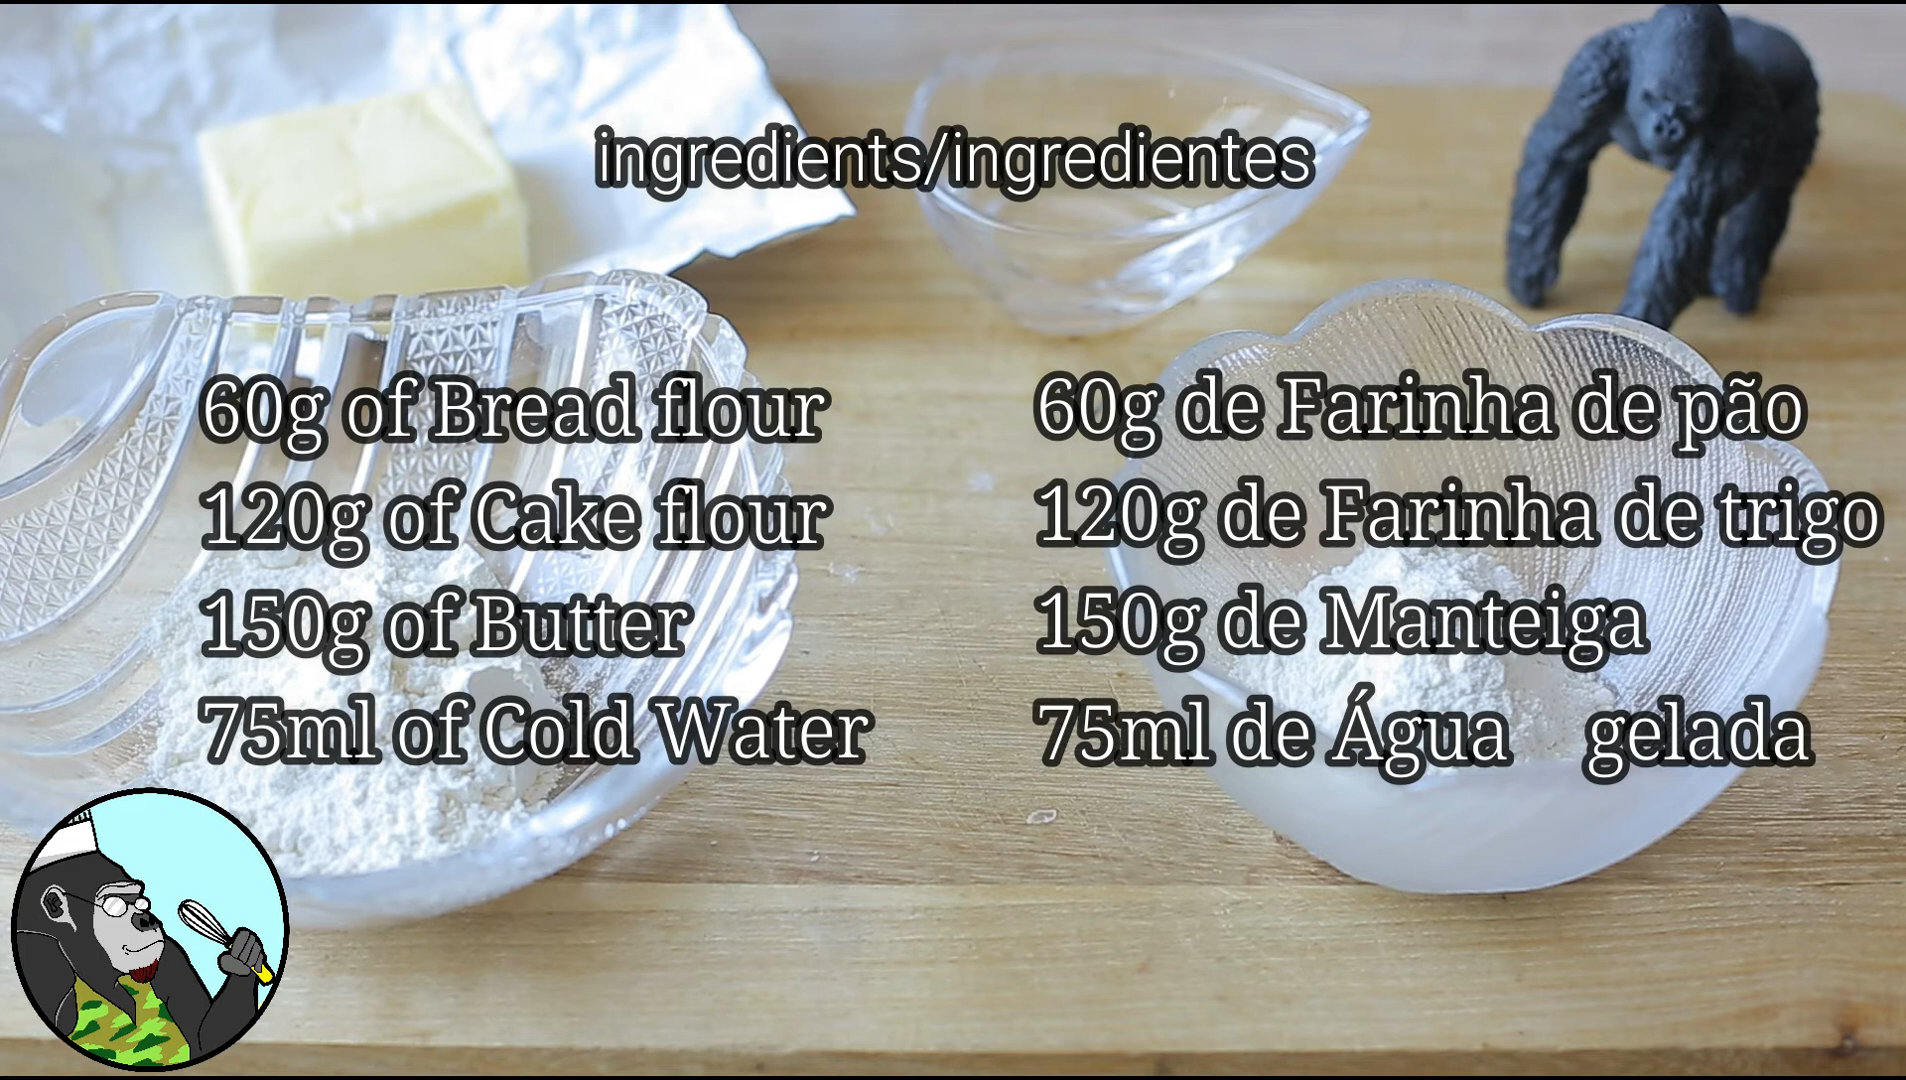 ingredients/ingredientes
60g of Bread flour
120g of Cake flour
150g of Butter
75ml of Cold Water
60g de Farinha de pão
120g de Farinha de trigo
150g de Manteiga
75ml de Água gelada